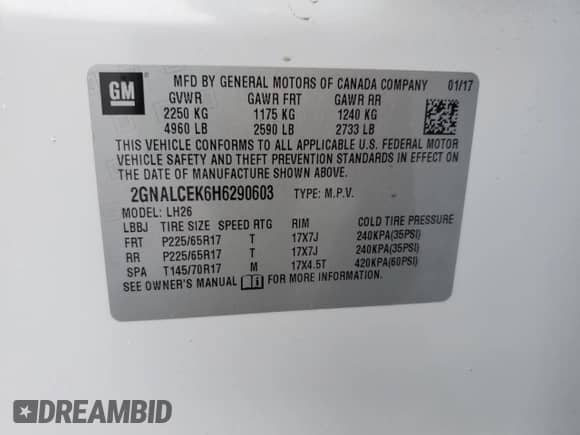 GM
MFD BY GENERAL MOTORS OF CANADA COMPANY 01/17
GVWR GAWR FRT GAWR RR
2250 KG 1175 KG 1240 KG
4960 LB 2590 LB 2733 LB
THIS VEHICLE CONFORMS TO ALL APPLICABLE U.S. FEDERAL MOTOR
VEHICLE SAFETY AND THEFT PREVENTION STANDARDS IN EFFECT ON
THE DATE OF MANUFACTURE SHOWN ABOVE.
2GNALCEK6H6290603 TYPE: M.P.V.
MODEL: LH26
LBBJ TIRE SIZE SPEED RTG RIM COLD TIRE PRESSURE
FRT P225/65R17 T 17X7J 240KPA(35PSI)
RR P225/65R17 T 17X7J 240KPA(35PSI)
SPA T145/70R17 M 17X4.5T 420KPA(60PSI)
SEE OWNER'S MANUAL FOR MORE INFORMATION.
DREAMBID